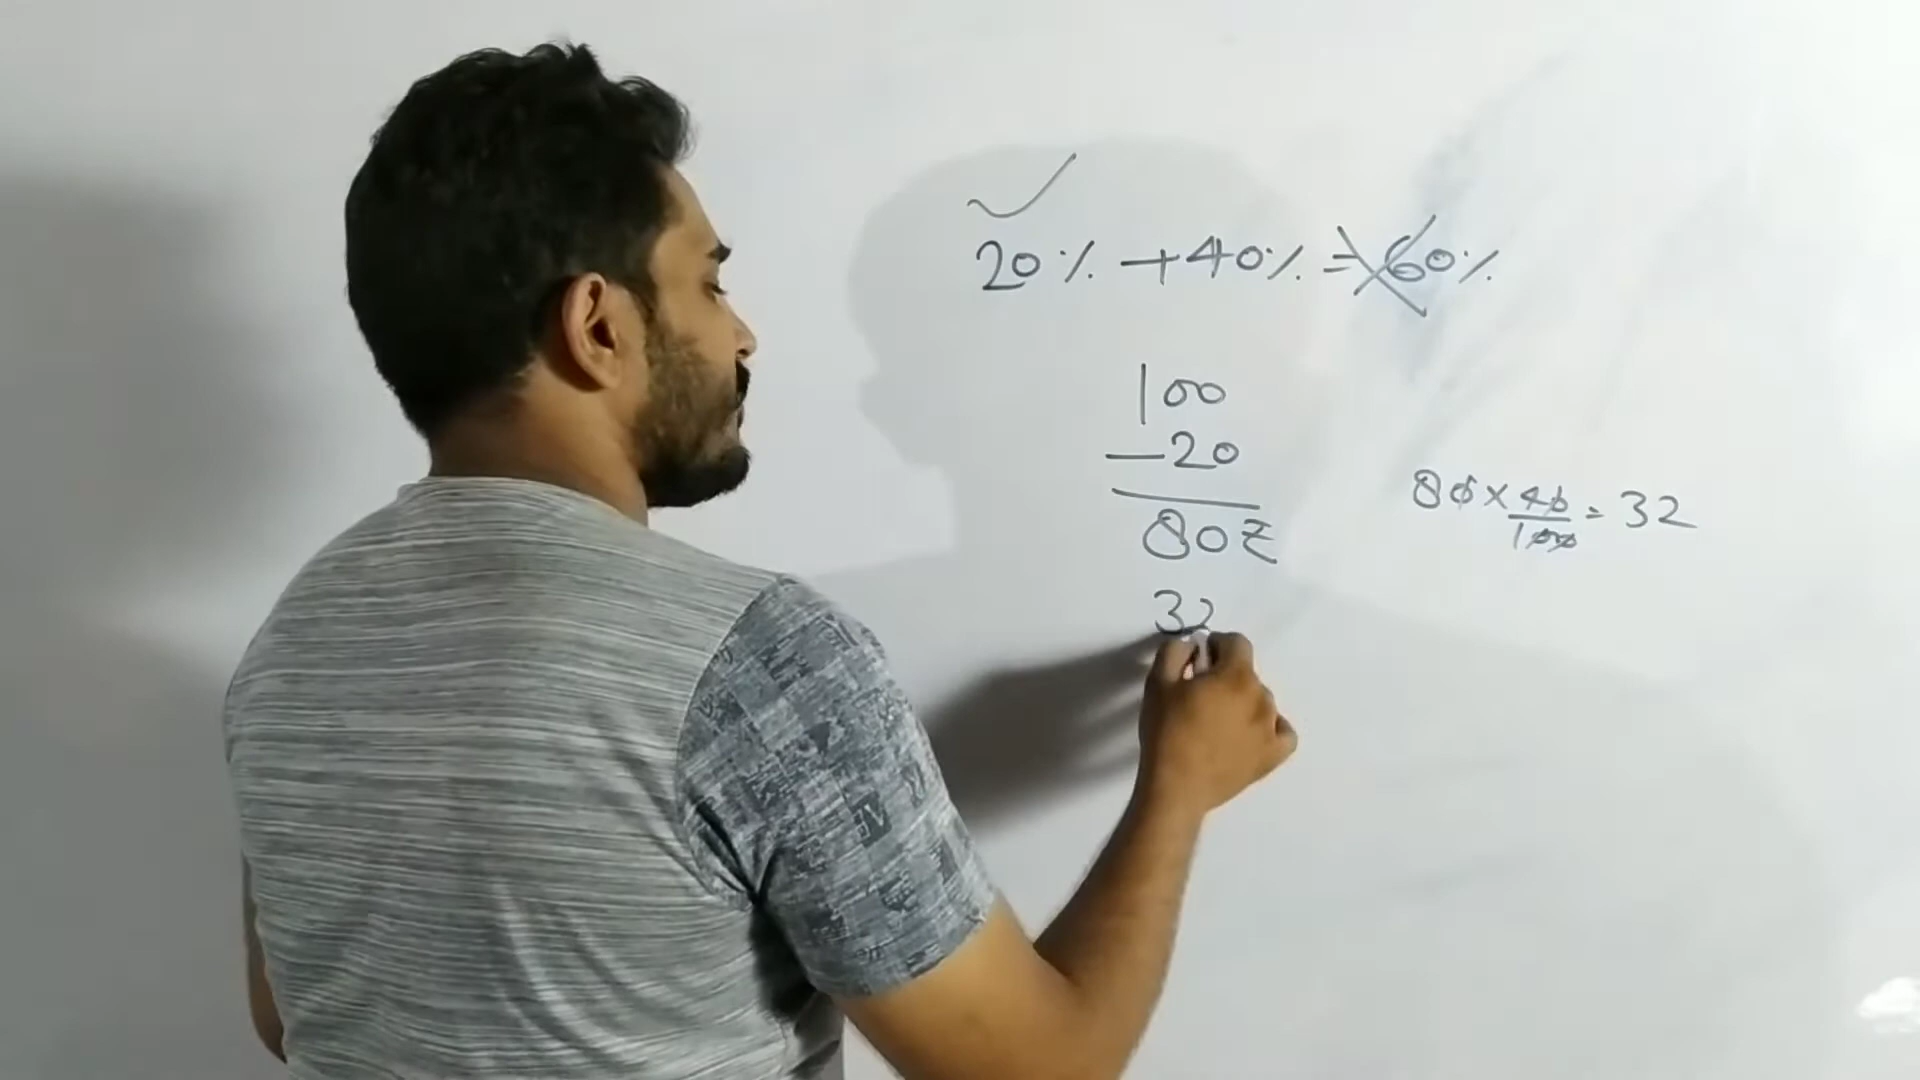 ✓
20% + 40% = 60%
100
- 20
80₹
80 × 40/100 = 32
32